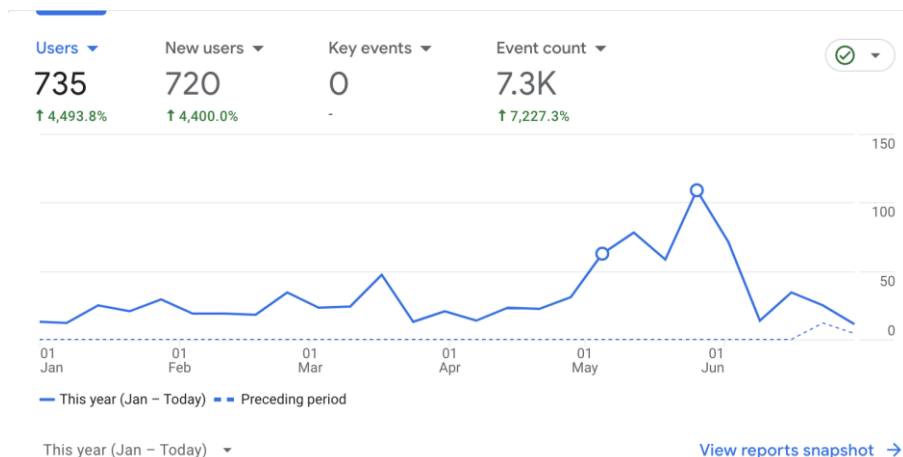 Users New users Key events Event count
735 720 0 7.3K
↑ 4,493.8% ↑ 4,400.0% - ↑ 7,227.3%
150
100
50
0
01 01 01 01 01 01
Jan Feb Mar Apr May Jun
This year (Jan – Today) Preceding period
This year (Jan – Today) View reports snapshot →